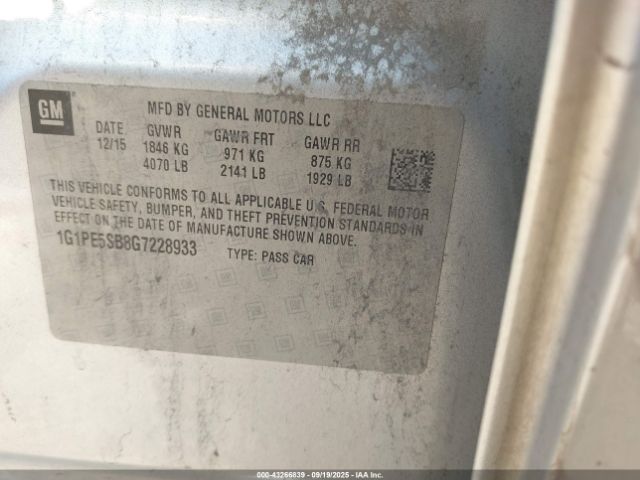 GM
MFD BY GENERAL MOTORS LLC
DATE GVWR GAWR FRT GAWR RR
12/15 1846 KG 971 KG 875 KG
4070 LB 2141 LB 1929 LB
THIS VEHICLE CONFORMS TO ALL APPLICABLE U.S. FEDERAL MOTOR
VEHICLE SAFETY, BUMPER, AND THEFT PREVENTION STANDARDS IN
EFFECT ON THE DATE OF MANUFACTURE SHOWN ABOVE.
1G1PE5SB8G7228933 TYPE: PASS CAR
000-43266839 - 09/19/2025 - IAA Inc.